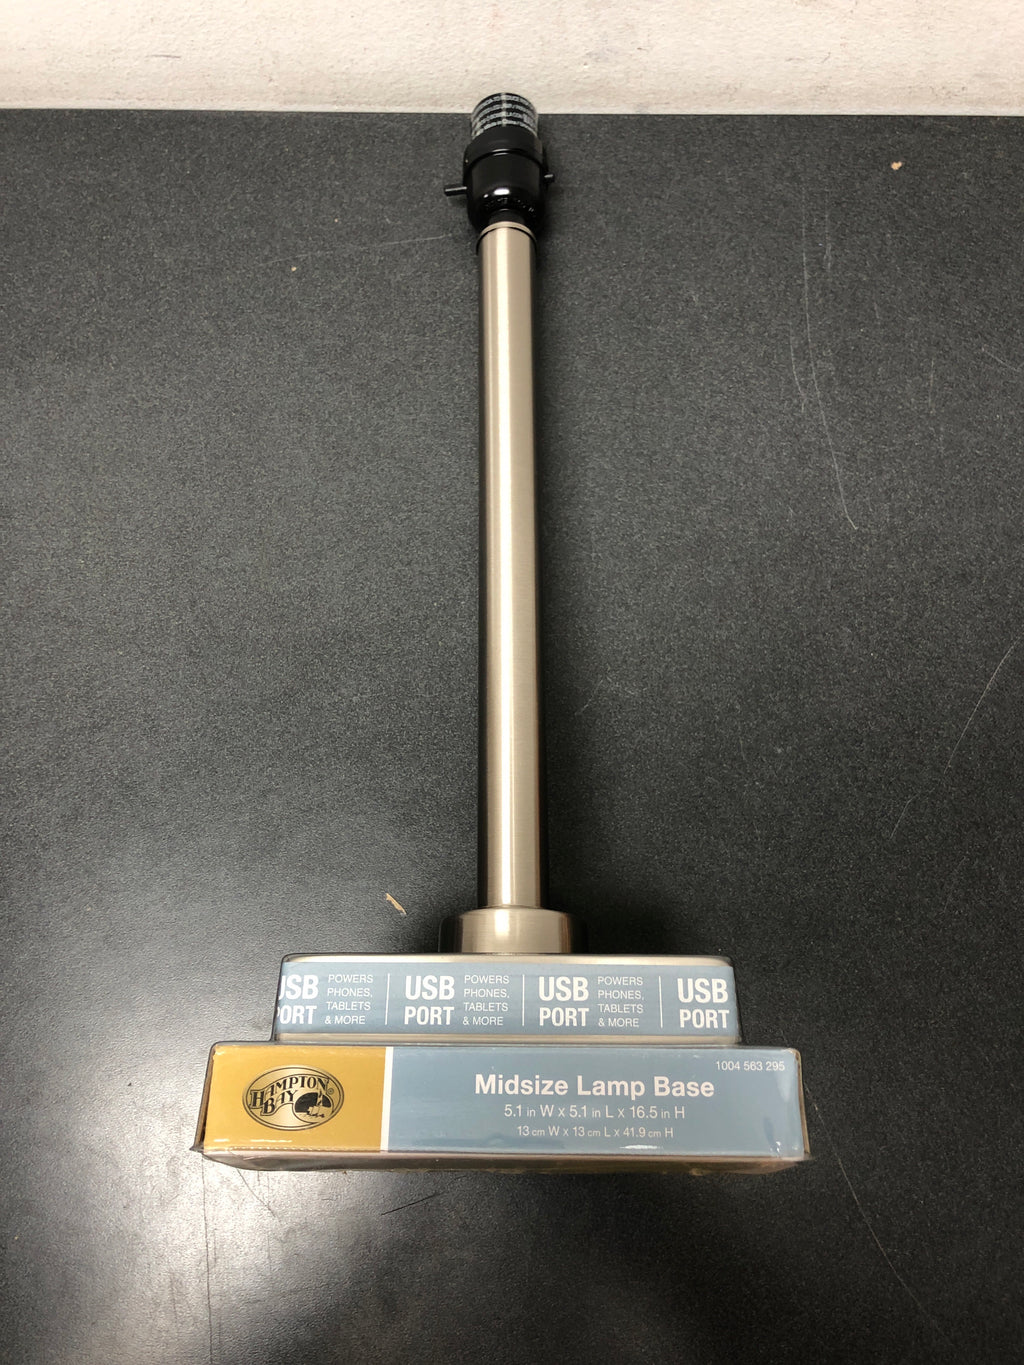 USB PORT POWERS PHONES, TABLETS & MORE
USB PORT POWERS PHONES, TABLETS & MORE
USB PORT POWERS PHONES, TABLETS & MORE
USB PORT
HAMPTON BAY®
1004 563 295
Midsize Lamp Base
5.1 in W x 5.1 in L x 16.5 in H
13 cm W x 13 cm L x 41.9 cm H